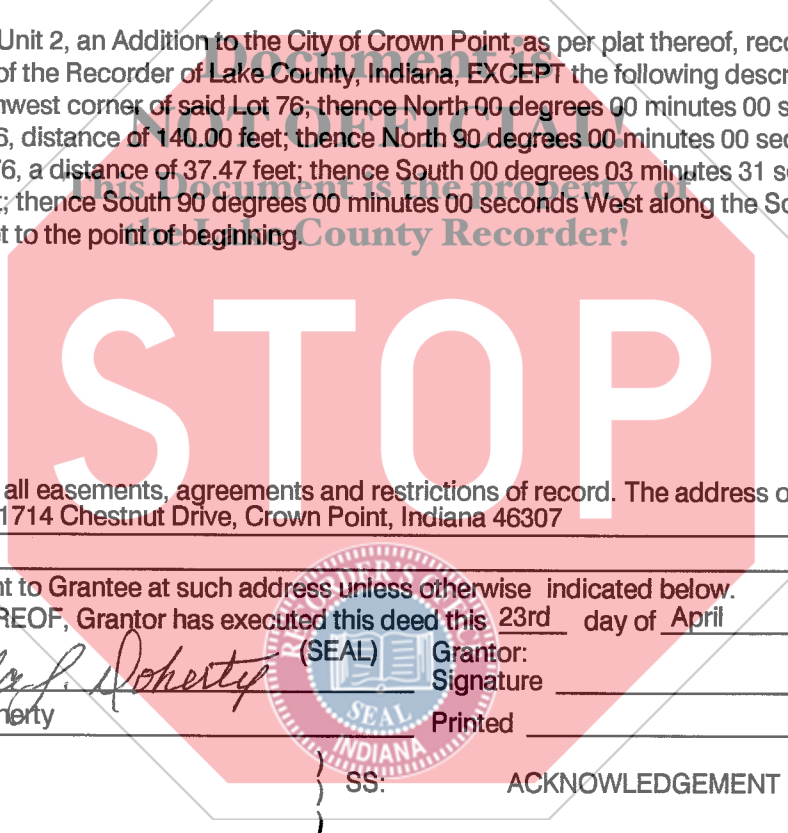 Unit 2, an Addition to the City of Crown Point, as per plat thereof, reco
Document is
of the Recorder of Lake County, Indiana, EXCEPT the following descr
nwest corner of said Lot 76; thence North 00 degrees 00 minutes 00 s
NOT OFFICIAL!
6, distance of 140.00 feet; thence North 90 degrees 00 minutes 00 sec
76, a distance of 37.47 feet; thence South 00 degrees 03 minutes 31 s
This Document is the property of
t; thence South 90 degrees 00 minutes 00 seconds West along the So
the Lake County Recorder!
t to the point of beginning.
STOP
all easements, agreements and restrictions of record. The address o
1714 Chestnut Drive, Crown Point, Indiana 46307
nt to Grantee at such address unless otherwise indicated below.
REOF, Grantor has executed this deed this 23rd day of April
(SEAL) Grantor:
Doherty
Signature
herty
Printed
RECORDER'S OFFICE
SEAL
INDIANA
SS: ACKNOWLEDGEMENT